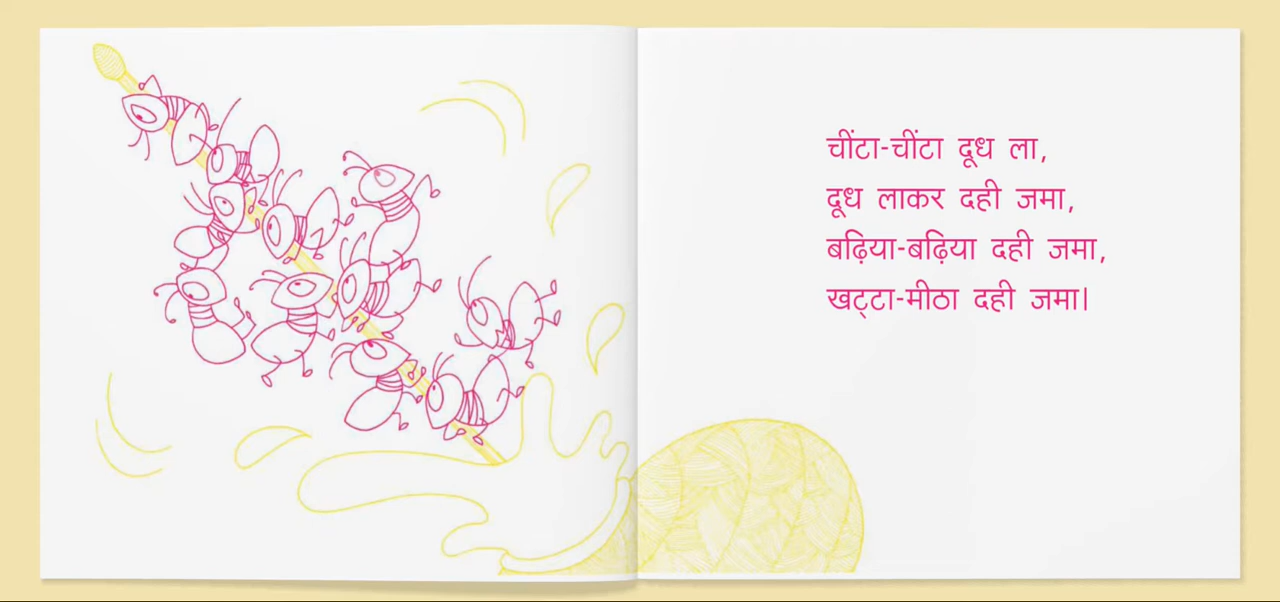 चींटा-चींटा दूध ला,
दूध लाकर दही जमा,
बढ़िया-बढ़िया दही जमा,
खट्टा-मीठा दही जमा।